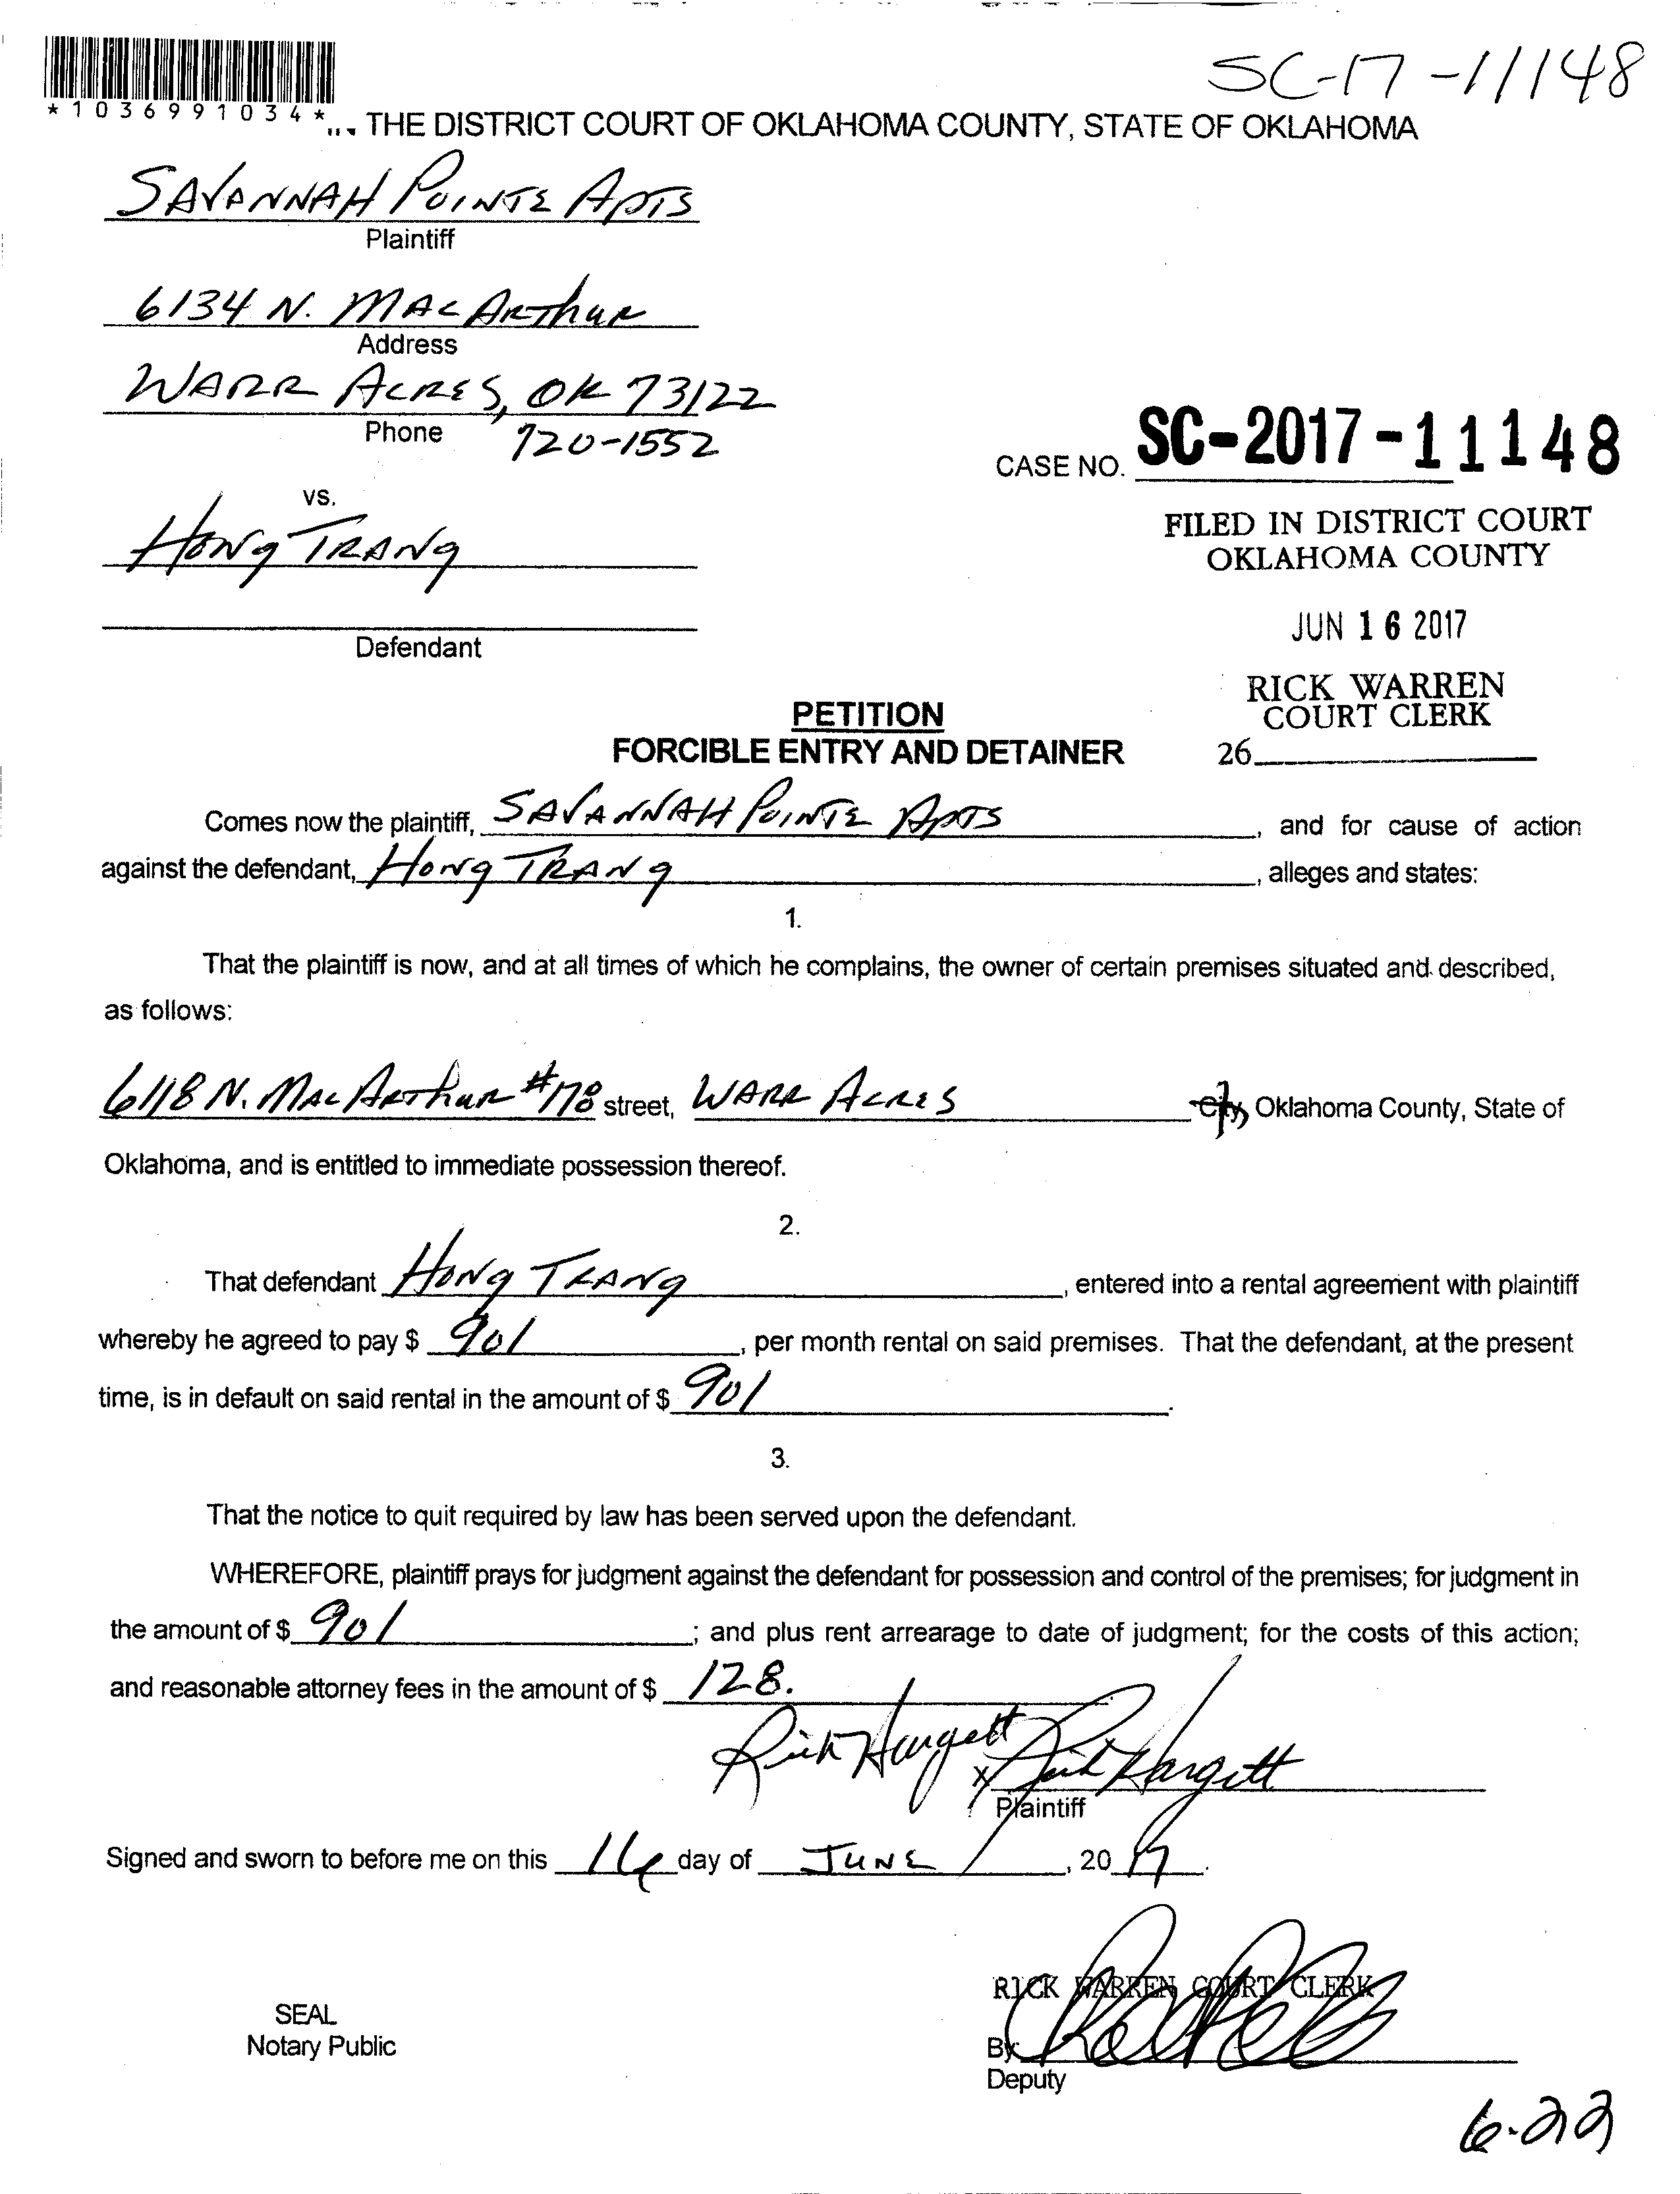 SC-17-11148
*1036991034*
THE DISTRICT COURT OF OKLAHOMA COUNTY, STATE OF OKLAHOMA
SAVANNAH POINTE APTS
Plaintiff
6134 N. MACARTHUR
Address
WARR ACRES, OK 73122
Phone 720-1552
CASE NO. SC-2017-11148
vs.
HONG TRANG
Defendant
FILED IN DISTRICT COURT
OKLAHOMA COUNTY
JUN 16 2017
RICK WARREN
COURT CLERK
26
PETITION
FORCIBLE ENTRY AND DETAINER
Comes now the plaintiff, SAVANNAH POINTE APTS, and for cause of action
against the defendant, HONG TRANG, alleges and states:
1.
That the plaintiff is now, and at all times of which he complains, the owner of certain premises situated and described,
as follows:
6118 N. MACARTHUR #178 street, WARR ACRES City, Oklahoma County, State of
Oklahoma, and is entitled to immediate possession thereof.
2.
That defendant HONG TRANG, entered into a rental agreement with plaintiff
whereby he agreed to pay $ 901, per month rental on said premises. That the defendant, at the present
time, is in default on said rental in the amount of $ 901.
3.
That the notice to quit required by law has been served upon the defendant.
WHEREFORE, plaintiff prays for judgment against the defendant for possession and control of the premises; for judgment in
the amount of $ 901; and plus rent arrearage to date of judgment; for the costs of this action;
and reasonable attorney fees in the amount of $ 128.
Rick Hargett x Rick Hargett
Plaintiff
Signed and sworn to before me on this 16 day of JUNE, 2017.
RICK WARREN COURT CLERK
SEAL
Notary Public
By
Deputy
6-22